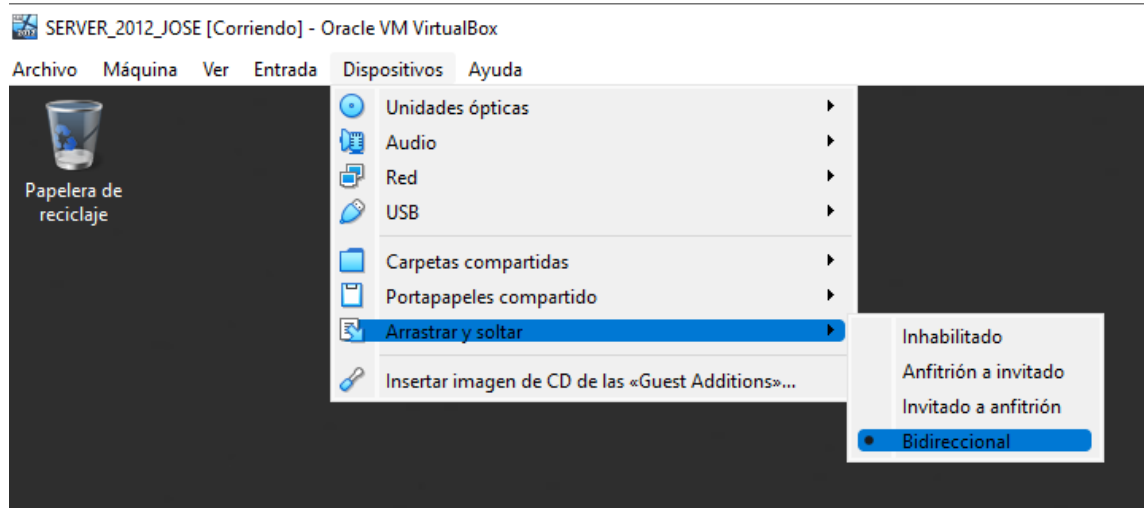 SERVER_2012_JOSE [Corriendo] - Oracle VM VirtualBox
Archivo Máquina Ver Entrada Dispositivos Ayuda
Papelera de
reciclaje
Unidades ópticas
Audio
Red
USB
Carpetas compartidas
Portapapeles compartido
Arrastrar y soltar
Insertar imagen de CD de las «Guest Additions»...
Inhabilitado
Anfitrión a invitado
Invitado a anfitrión
Bidireccional